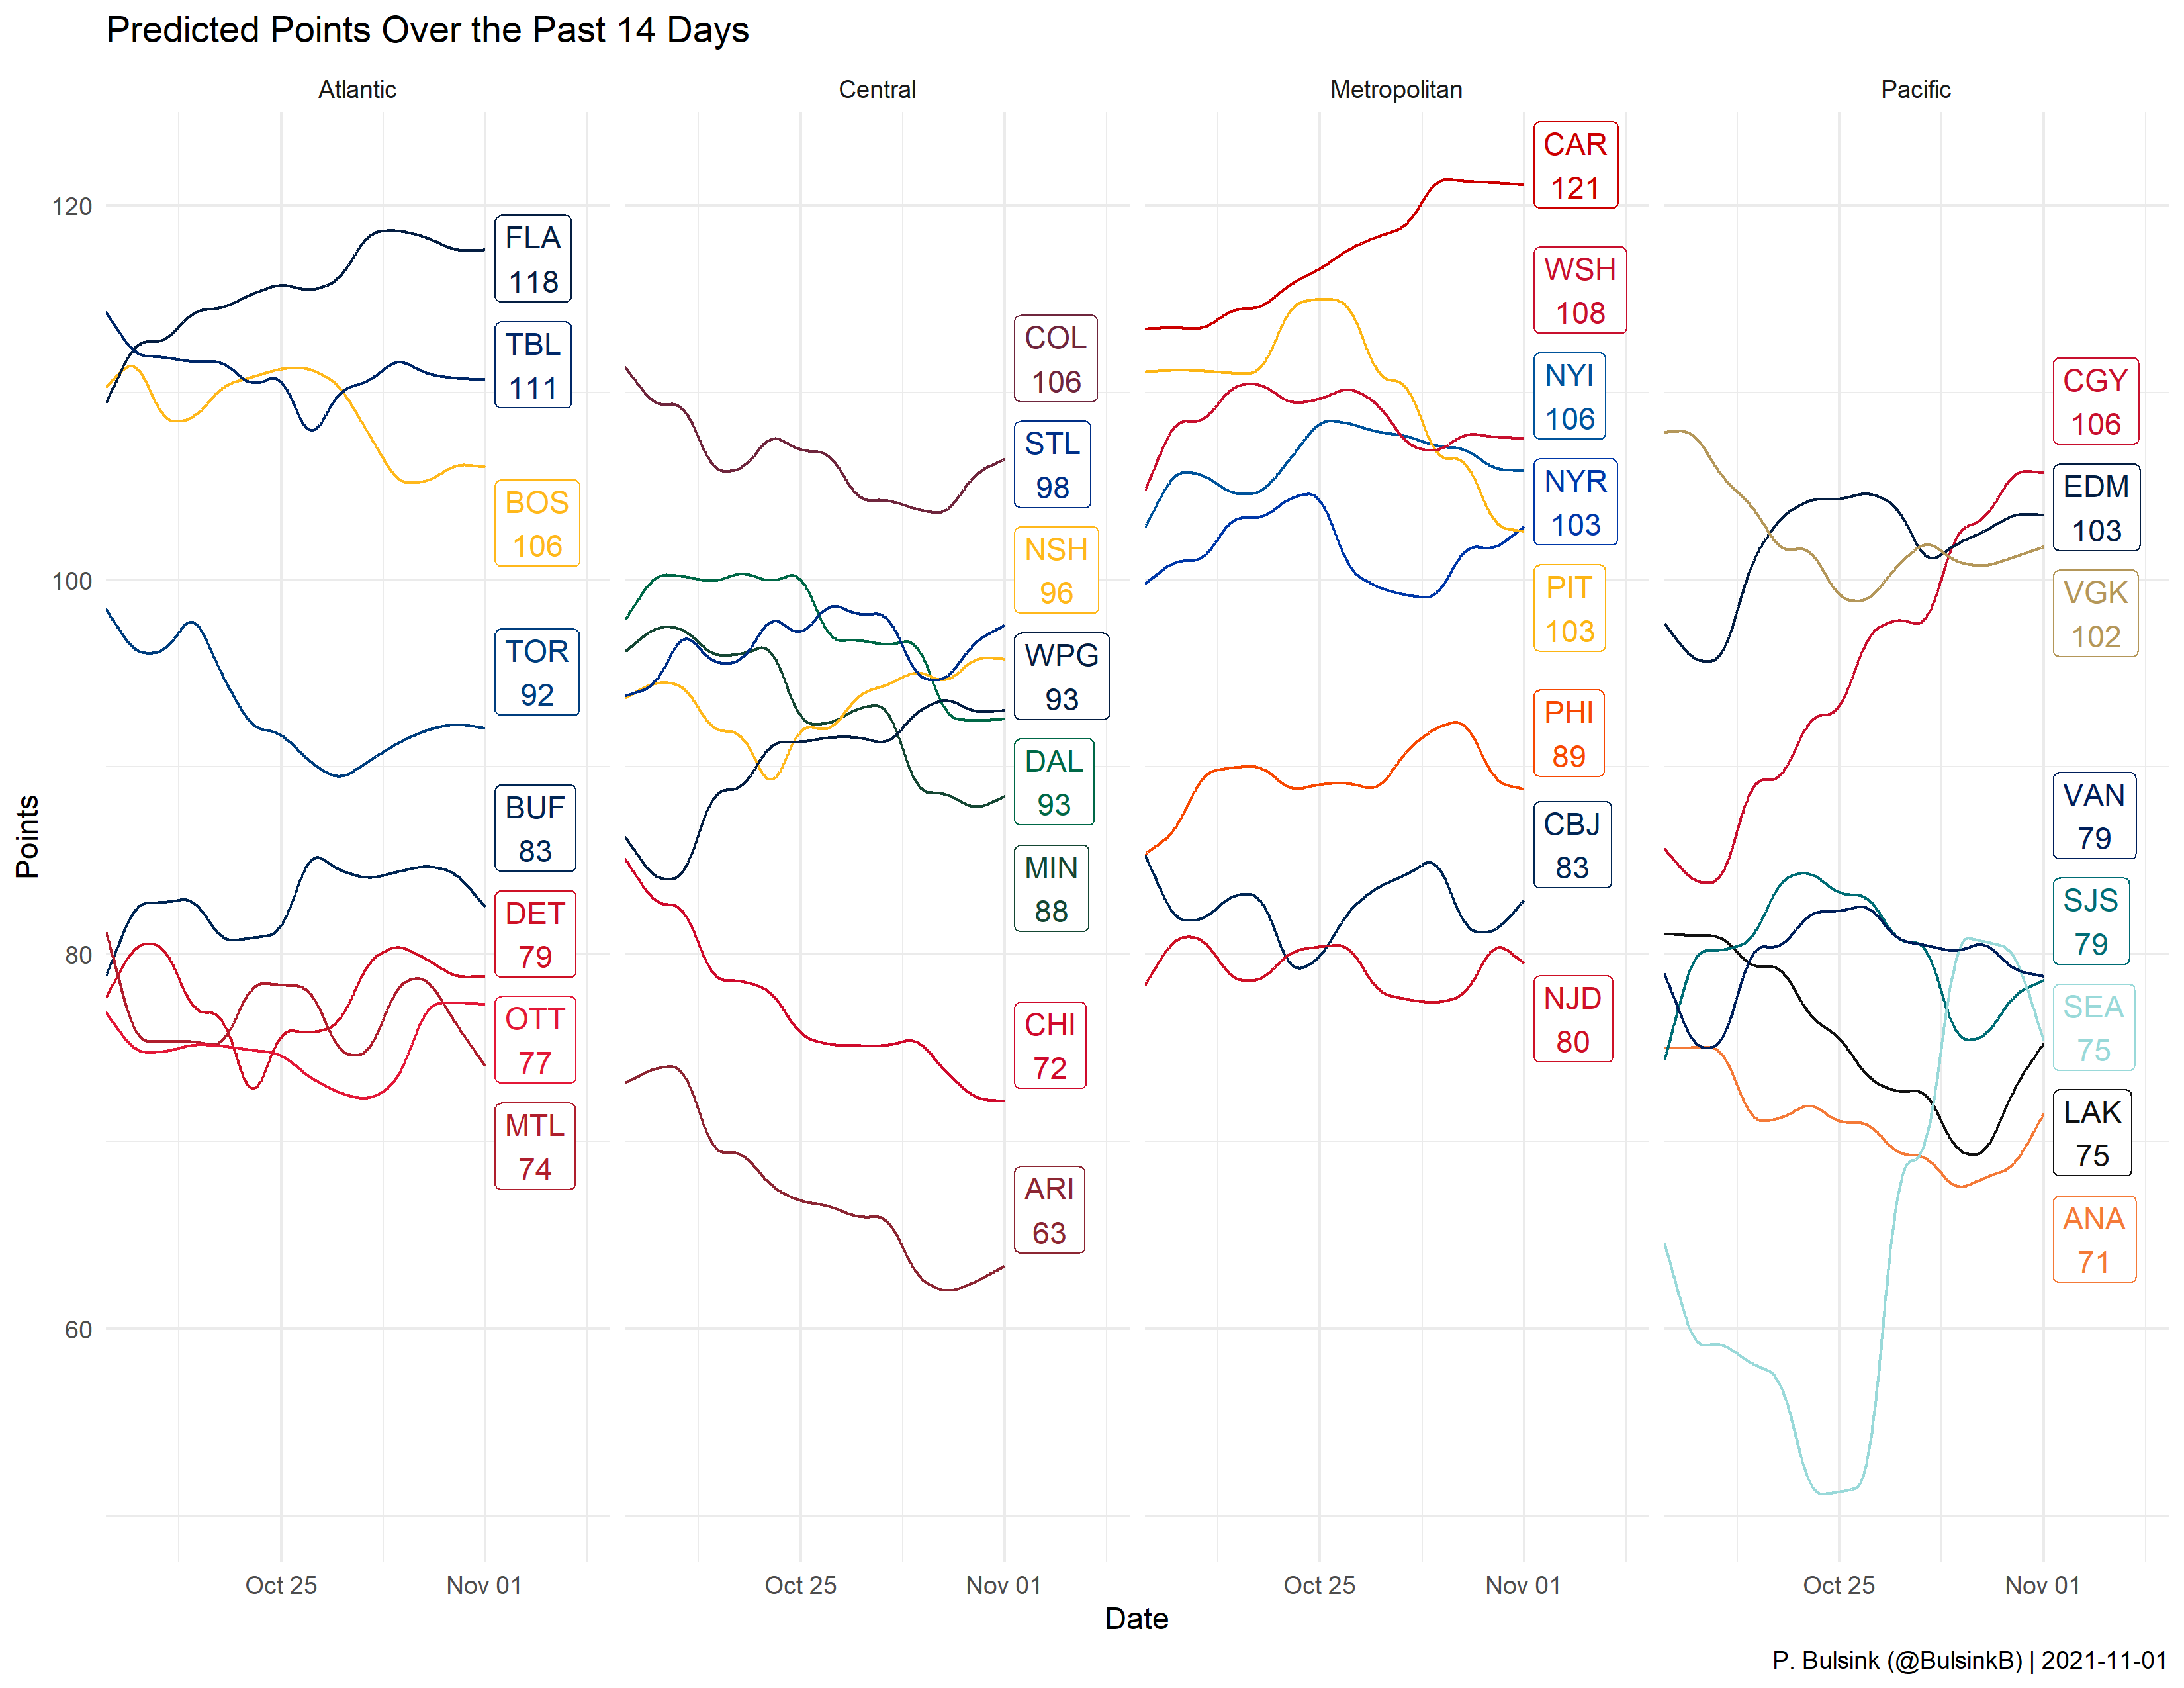 Predicted Points Over the Past 14 Days
Atlantic
Central
Metropolitan
Pacific
Points
120
100
80
60
FLA
118
TBL
111
BOS
106
TOR
92
BUF
83
DET
79
OTT
77
MTL
74
COL
106
STL
98
NSH
96
WPG
93
DAL
93
MIN
88
CHI
72
ARI
63
CAR
121
WSH
108
NYI
106
NYR
103
PIT
103
PHI
89
CBJ
83
NJD
80
CGY
106
EDM
103
VGK
102
VAN
79
SJS
79
SEA
75
LAK
75
ANA
71
Oct 25
Nov 01
Oct 25
Nov 01
Oct 25
Nov 01
Oct 25
Nov 01
Date
P. Bulsink (@BulsinkB) | 2021-11-01